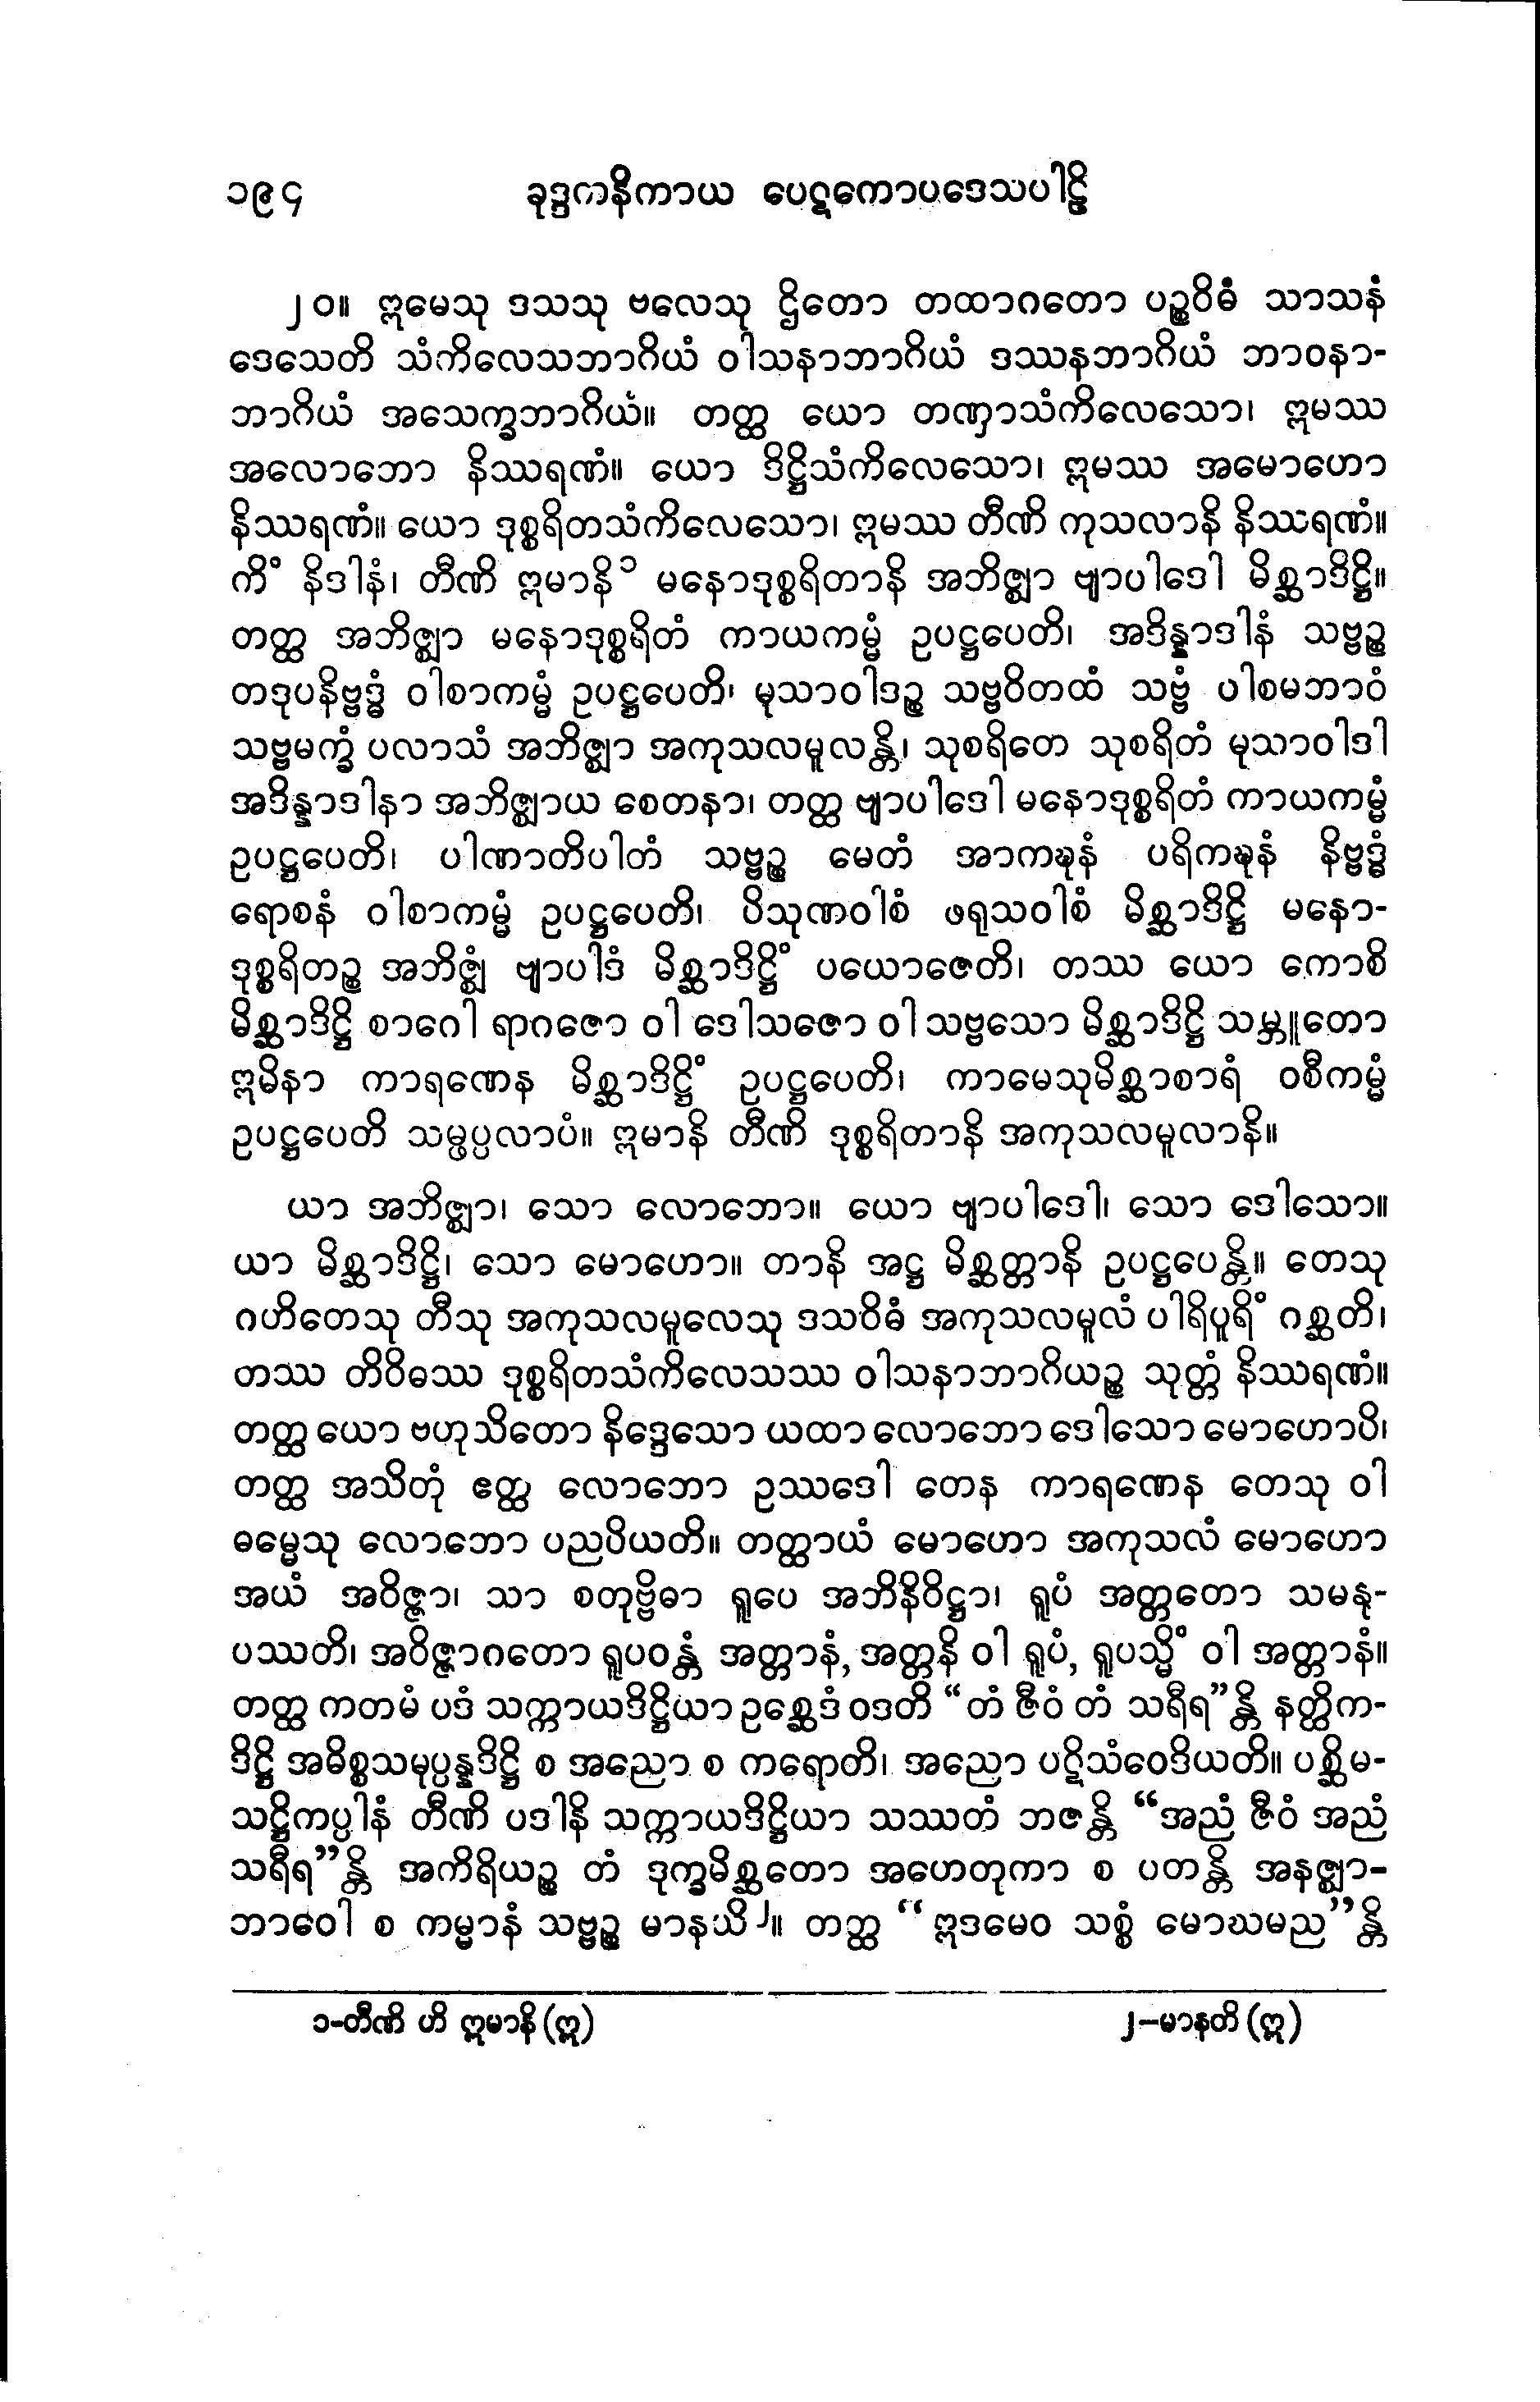 ၁၉၄ ခုဒ္ဒကနိကာယ ပေဋကောပဒေသပါဠိ
၂၀။ ဣမေသု ဒသသု ဗလေသု ဌိတော တထာဂတော ပဉ္စဝိဓံ သာသနံ
ဒေသေတိ သံကိလေသဘာဂိယံ ဝါသနာဘာဂိယံ ဒဿနဘာဂိယံ ဘာဝနာ-
ဘာဂိယံ အသေက္ခဘာဂိယံ။ တတ္ထ ယော တဏှာသံကိလေသော၊ ဣမဿ
အလောဘော နိဿရဏံ။ ယော ဒိဋ္ဌိသံကိလေသော၊ ဣမဿ အမောဟော
နိဿရဏံ။ ယော ဒုစ္စရိတသံကိလေသော၊ ဣမဿ တီဏိ ကုသလာနိ နိဿရဏံ။
ကိံ နိဒါနံ၊ တီဏိ ဣမာနိ၁ မနောဒုစ္စရိတာနိ အဘိဇ္ဈာ ဗျာပါဒေါ မိစ္ဆာဒိဋ္ဌိ။
တတ္ထ အဘိဇ္ဈာ မနောဒုစ္စရိတံ ကာယကမ္မံ ဥပဋ္ဌပေတိ၊ အဒိန္နာဒါနံ သဗ္ဗဉ္စ
တဒုပနိဗ္ဗဒ္ဓံ ဝါစာကမ္မံ ဥပဋ္ဌပေတိ၊ မုသာဝါဒဉ္စ သဗ္ဗဝိတထံ သဗ္ဗံ ဝါစမဘာဝံ
သဗ္ဗမက္ခံ ပလာသံ အဘိဇ္ဈာ အကုသလမူလန္တိ၊ သုစရိတေ သုစရိတံ မုသာဝါဒါ
အဒိန္နာဒါနာ အဘိဇ္ဈာယ စေတနာ၊ တတ္ထ ဗျာပါဒေါ မနောဒုစ္စရိတံ ကာယကမ္မံ
ဥပဋ္ဌပေတိ၊ ပါဏာတိပါတံ သဗ္ဗဉ္စ မေတံ အာကဍ္ဎနံ ပရိကဍ္ဎနံ နိဗ္ဗဒ္ဓံ
ရောစနံ ဝါစာကမ္မံ ဥပဋ္ဌပေတိ၊ ပိသုဏဝါစံ ဖရုသဝါစံ မိစ္ဆာဒိဋ္ဌိ မနော-
ဒုစ္စရိတဉ္စ အဘိဇ္ဈံ ဗျာပါဒံ မိစ္ဆာဒိဋ္ဌိံ ပယောဇေတိ၊ တဿ ယော ကောစိ
မိစ္ဆာဒိဋ္ဌိ စာဂေါ ရာဂဇော ဝါ ဒေါသဇော ဝါ သဗ္ဗသော မိစ္ဆာဒိဋ္ဌိ သမ္ဘူတော
ဣမိနာ ကာရဏေန မိစ္ဆာဒိဋ္ဌိံ ဥပဋ္ဌပေတိ၊ ကာမေသုမိစ္ဆာစာရံ ဝစီကမ္မံ
ဥပဋ္ဌပေတိ သမ္ဖပ္ပလာပံ။ ဣမာနိ တီဏိ ဒုစ္စရိတာနိ အကုသလမူလာနိ။
ယာ အဘိဇ္ဈာ၊ သော လောဘော။ ယော ဗျာပါဒေါ၊ သော ဒေါသော။
ယာ မိစ္ဆာဒိဋ္ဌိ၊ သော မောဟော။ တာနိ အဋ္ဌ မိစ္ဆတ္တာနိ ဥပဋ္ဌပေန္တိ။ တေသု
ဂဟိတေသု တီသု အကုသလမူလေသု ဒသဝိဓံ အကုသလမူလံ ပါရိပူရိံ ဂစ္ဆတိ၊
တဿ တိဝိဓဿ ဒုစ္စရိတသံကိလေသဿ ဝါသနာဘာဂိယဉ္စ သုတ္တံ နိဿရဏံ။
တတ္ထ ယော ဗဟုသိတော နိဒ္ဒေသော ယထာ လောဘော ဒေါသော မောဟောပိ၊
တတ္ထ အသိတုံ ဧတ္ထ လောဘော ဥဿဒေါ တေန ကာရဏေန တေသု ဝါ
ဓမ္မေသု လောဘော ပညပိယတိ။ တတ္ထာယံ မောဟော အကုသလံ မောဟော
အယံ အဝိဇ္ဇာ၊ သာ စတုဗ္ဗိဓာ ရူပေ အဘိနိဝိဋ္ဌာ၊ ရူပံ အတ္တတော သမနု-
ပဿတိ၊ အဝိဇ္ဇာဂတော ရူပဝန္တံ အတ္တာနံ, အတ္တနိ ဝါ ရူပံ, ရူပသ္မိံ ဝါ အတ္တာနံ။
တတ္ထ ကတမံ ပဒံ သက္ကာယဒိဋ္ဌိယာ ဥစ္ဆေဒံ ဝဒတိ “တံ ဇီဝံ တံ သရီရ”န္တိ နတ္ထိက-
ဒိဋ္ဌိ အဓိစ္စသမုပ္ပန္နဒိဋ္ဌိ စ အညော စ ကရောတိ၊ အညော ပဋိသံဝေဒိယတိ။ ပစ္ဆိမ-
သဋ္ဌိကပ္ပါနံ တီဏိ ပဒါနိ သက္ကာယဒိဋ္ဌိယာ သဿတံ ဘဇန္တိ “အညံ ဇီဝံ အညံ
သရီရ”န္တိ အကိရိယဉ္စ တံ ဒုက္ခမိစ္ဆတော အဟေတုကာ စ ပတန္တိ အနဇ္ဈာ-
ဘာဝေါ စ ကမ္မာနံ သဗ္ဗဉ္စ မာနယိ၂။ တတ္ထ “ဣဒမေဝ သစ္စံ မောဃမည”န္တိ
၁-တီဏိ ဟိ ဣမာနိ (ဣ) ၂-မာနတိ (ဣ)